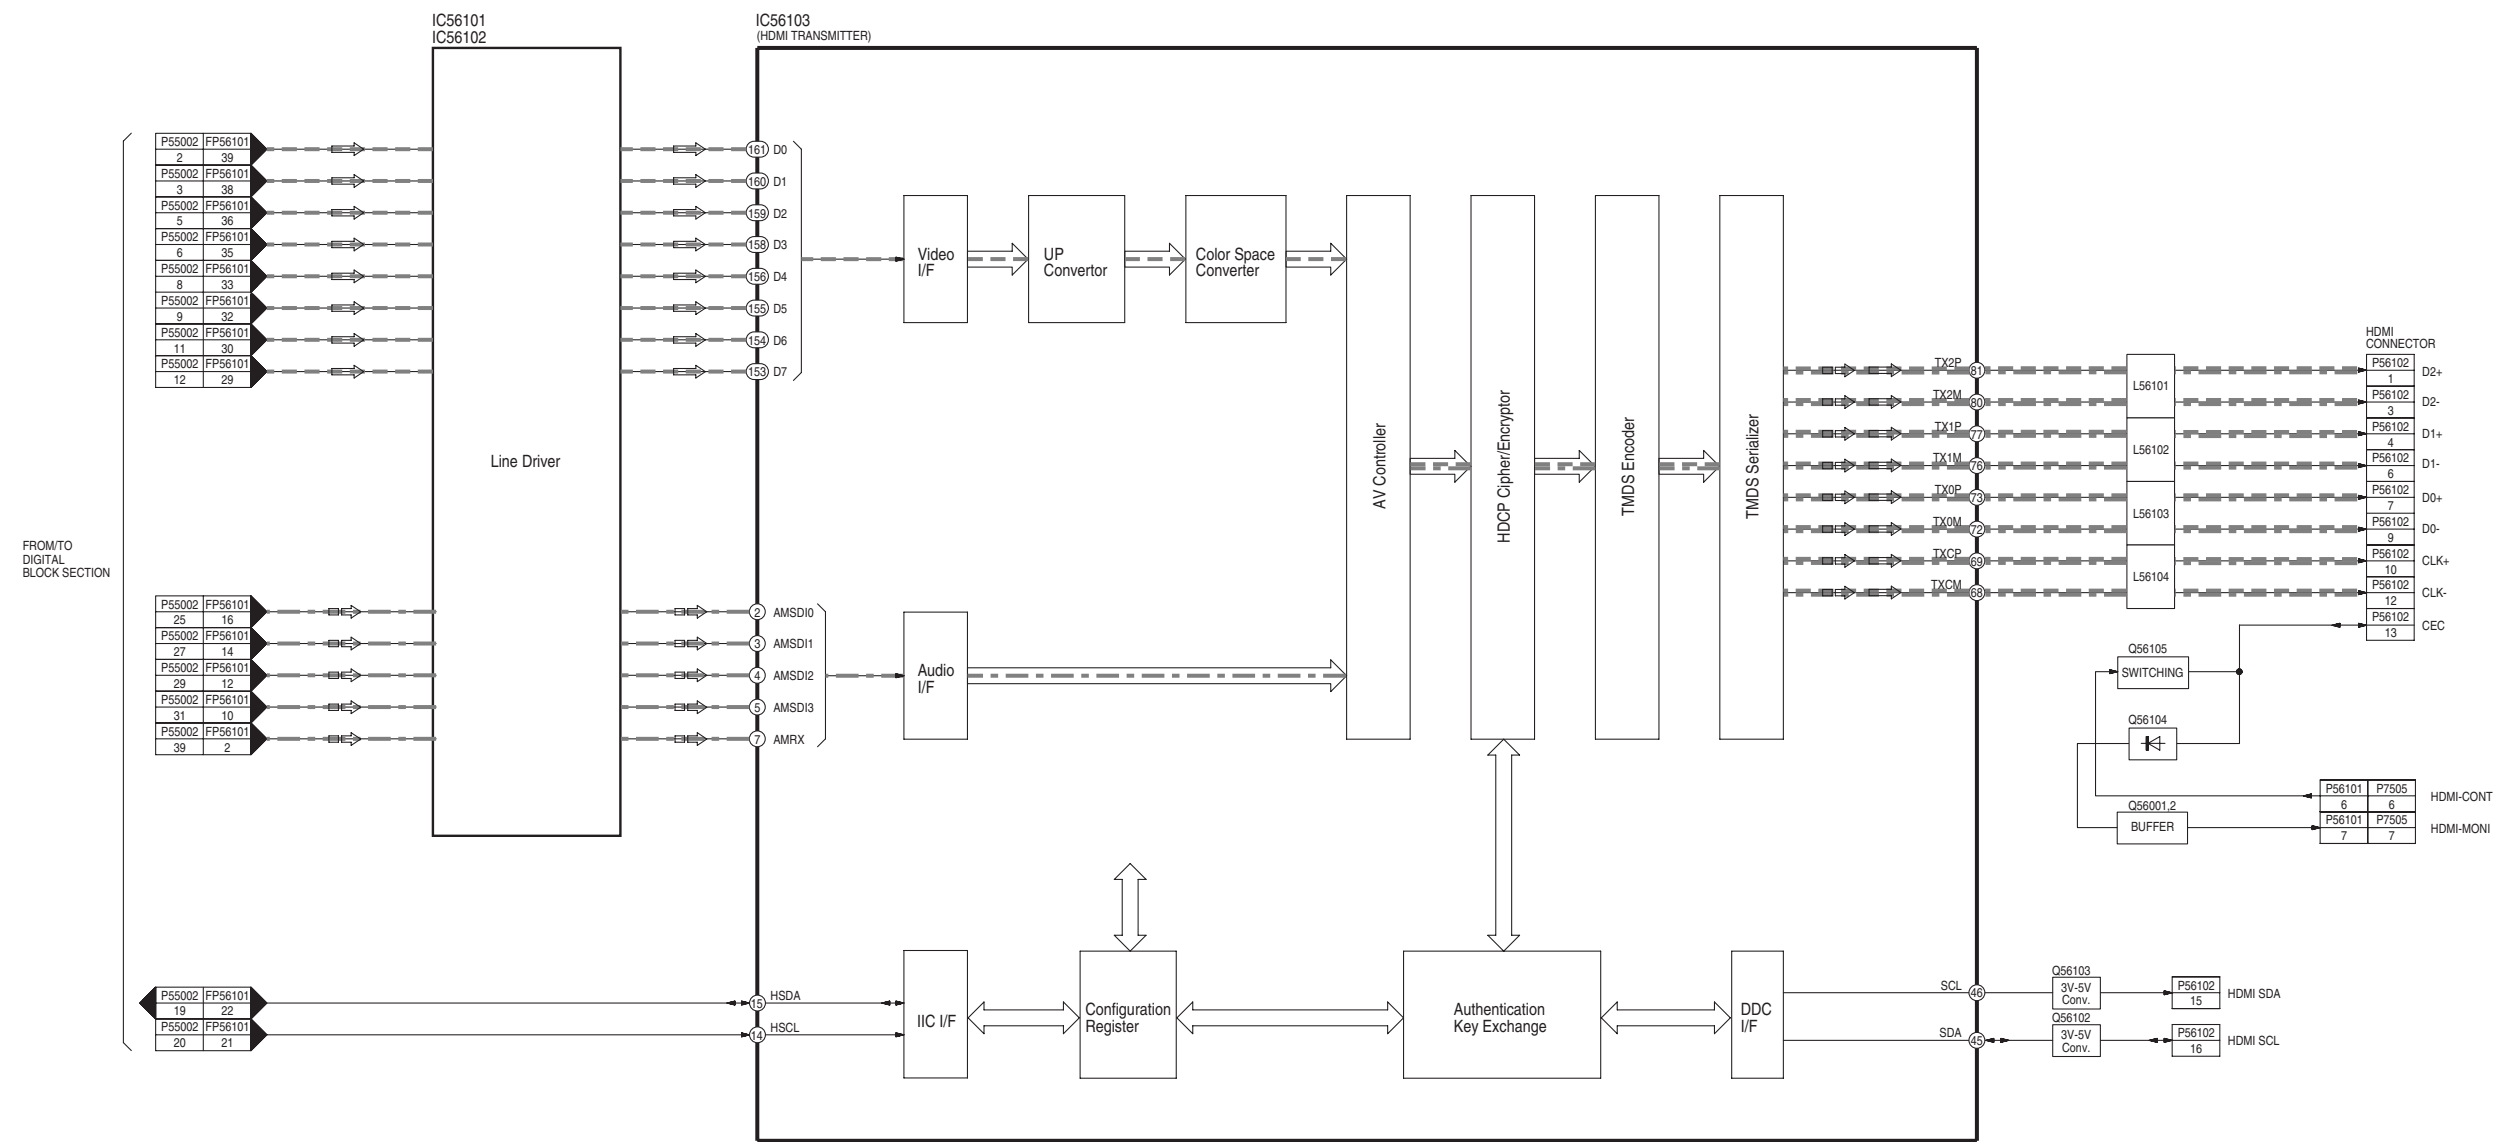 IC56101
IC56102
IC56103
(HDMI TRANSMITTER)
P55002 FP56101
2 39
P55002 FP56101
3 38
P55002 FP56101
5 36
P55002 FP56101
6 35
P55002 FP56101
8 33
P55002 FP56101
9 32
P55002 FP56101
11 30
P55002 FP56101
12 29
FROM/TO
DIGITAL
BLOCK SECTION
P55002 FP56101
25 16
P55002 FP56101
27 14
P55002 FP56101
29 12
P55002 FP56101
31 10
P55002 FP56101
39 2
P55002 FP56101
19 22
P55002 FP56101
20 21
Line Driver
161 D0
160 D1
159 D2
158 D3
156 D4
155 D5
154 D6
153 D7
2 AMSDI0
3 AMSDI1
4 AMSDI2
5 AMSDI3
7 AMRX
15 HSDA
14 HSCL
Video
I/F
UP
Convertor
Color Space
Converter
Audio
I/F
AV Controller
HDCP Cipher/Encryptor
TMDS Encoder
TMDS Serializer
IIC I/F
Configuration
Register
Authentication
Key Exchange
DDC
I/F
TX2P 81
TX2M 80
TX1P 77
TX1M 76
TX0P 73
TX0M 72
TXCP 69
TXCM 68
SCL 46
SDA 45
L56101
L56102
L56103
L56104
HDMI
CONNECTOR
P56102
1 D2+
P56102
3 D2-
P56102
4 D1+
P56102
6 D1-
P56102
7 D0+
P56102
9 D0-
P56102
10 CLK+
P56102
12 CLK-
P56102
13 CEC
Q56105
SWITCHING
Q56104
Q56001,2
BUFFER
P56101 P7505
6 6 HDMI-CONT
P56101 P7505
7 7 HDMI-MONI
Q56103
3V-5V
Conv.
P56102
15 HDMI SDA
Q56102
3V-5V
Conv.
P56102
16 HDMI SCL